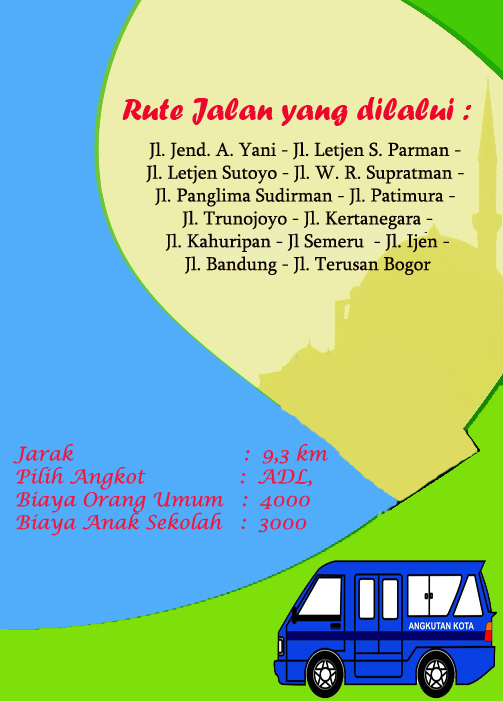 Rute Jalan yang dilalui :
Jl. Jend. A. Yani - Jl. Letjen S. Parman -
Jl. Letjen Sutoyo - Jl. W. R. Supratman -
Jl. Panglima Sudirman - Jl. Patimura -
Jl. Trunojoyo - Jl. Kertanegara -
Jl. Kahuripan - Jl Semeru - Jl. Ijen -
Jl. Bandung - Jl. Terusan Bogor
Jarak : 9,3 km
Pilih Angkot : ADL,
Biaya Orang Umum : 4000
Biaya Anak Sekolah : 3000
ANGKUTAN KOTA